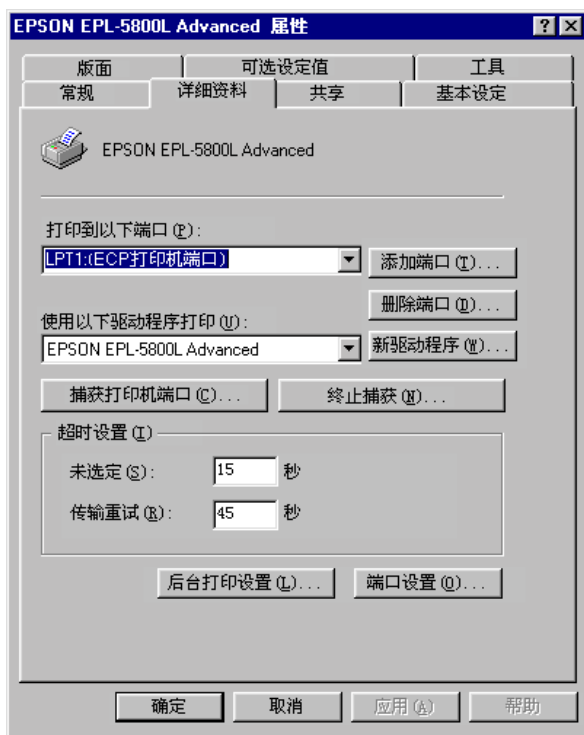 EPSON EPL-5800L Advanced 属性
版面 可选设定值 工具
常规 详细资料 共享 基本设定
EPSON EPL-5800L Advanced
打印到以下端口(P):
LPT1:(ECP打印机端口)
添加端口(T)...
删除端口(D)...
使用以下驱动程序打印(U):
EPSON EPL-5800L Advanced
新驱动程序(W)...
捕获打印机端口(C)... 终止捕获(N)...
超时设置(I)
未选定(S): 15 秒
传输重试(R): 45 秒
后台打印设置(L)... 端口设置(O)...
确定 取消 应用(A) 帮助